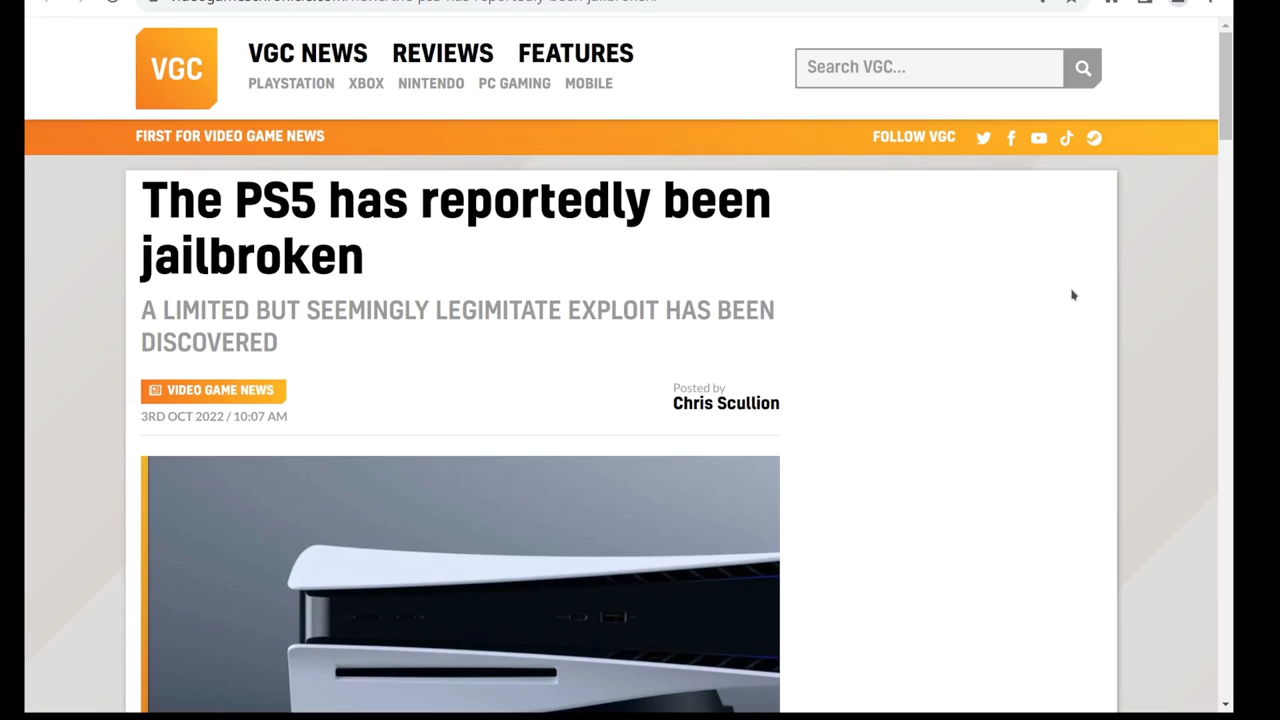 VGC
VGC NEWS REVIEWS FEATURES
PLAYSTATION XBOX NINTENDO PC GAMING MOBILE
Search VGC...
FIRST FOR VIDEO GAME NEWS
FOLLOW VGC
The PS5 has reportedly been
jailbroken
A LIMITED BUT SEEMINGLY LEGIMITATE EXPLOIT HAS BEEN
DISCOVERED
VIDEO GAME NEWS
3RD OCT 2022 / 10:07 AM
Posted by
Chris Scullion